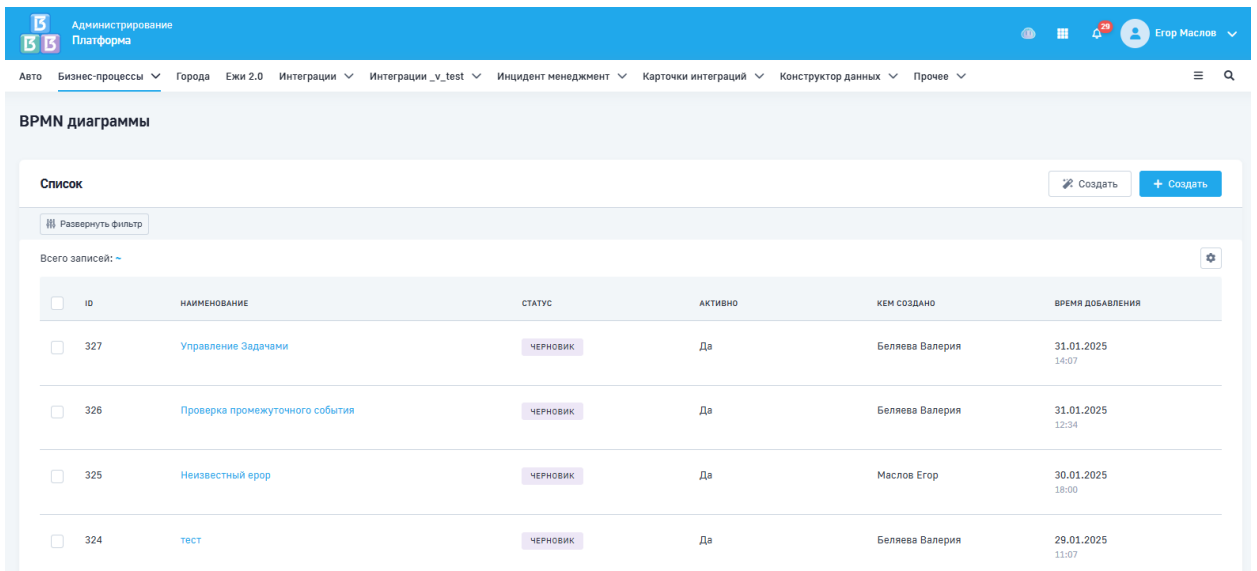 Администрирование
Платформа
29
Егор Маслов
Авто Бизнес-процессы Города Ежи 2.0 Интеграции Интеграции _v_test Инцидент менеджмент Карточки интеграций Конструктор данных Прочее
BPMN диаграммы
Список
Создать
+ Создать
Развернуть фильтр
Всего записей: ~
ID НАИМЕНОВАНИЕ СТАТУС АКТИВНО КЕМ СОЗДАНО ВРЕМЯ ДОБАВЛЕНИЯ
327 Управление Задачами ЧЕРНОВИК Да Беляева Валерия 31.01.2025
14:07
326 Проверка промежуточного события ЧЕРНОВИК Да Беляева Валерия 31.01.2025
12:34
325 Неизвестный ерор ЧЕРНОВИК Да Маслов Егор 30.01.2025
18:00
324 тест ЧЕРНОВИК Да Беляева Валерия 29.01.2025
11:07